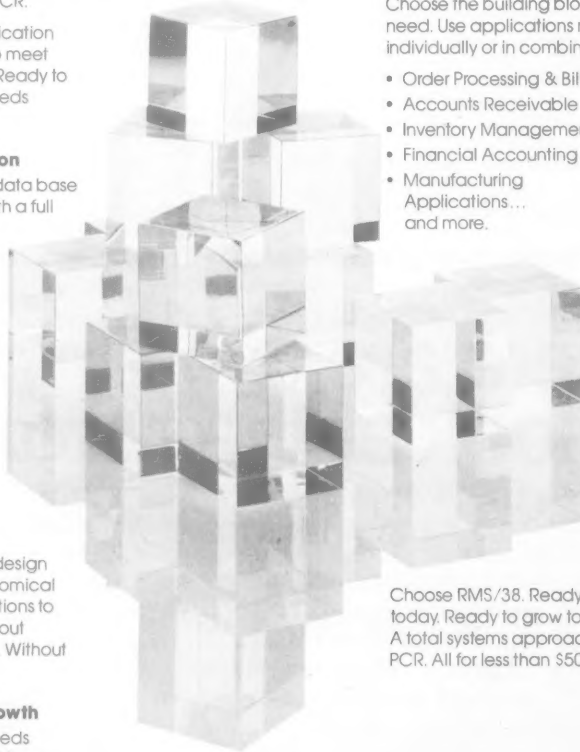 PCR.
ication
o meet
Ready to
eds
on
data base
th a full
design
omical
tions to
out
Without
owth
eds
Choose the building blo
need. Use applications
individually or in combin
• Order Processing & Bil
• Accounts Receivable
• Inventory Manageme
• Financial Accounting
• Manufacturing
Applications...
and more.
Choose RMS/38. Ready
today. Ready to grow to
A total systems approac
PCR. All for less than $50